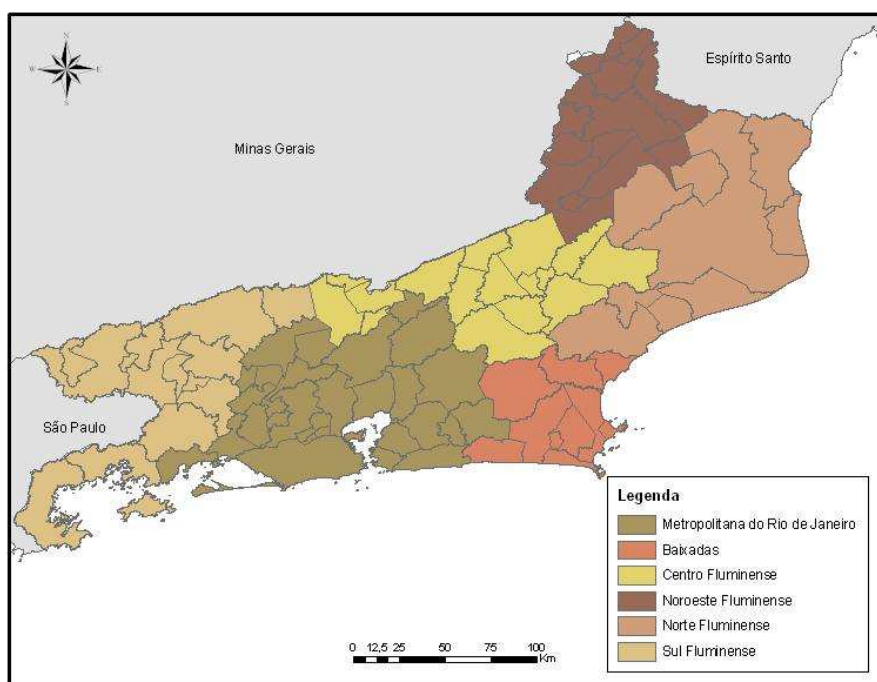 N
W E
S
Espírito Santo
Minas Gerais
São Paulo
Legenda
Metropolitana do Rio de Janeiro
Baixadas
Centro Fluminense
Noroeste Fluminense
Norte Fluminense
Sul Fluminense
0 12,5 25 50 75 100
Km